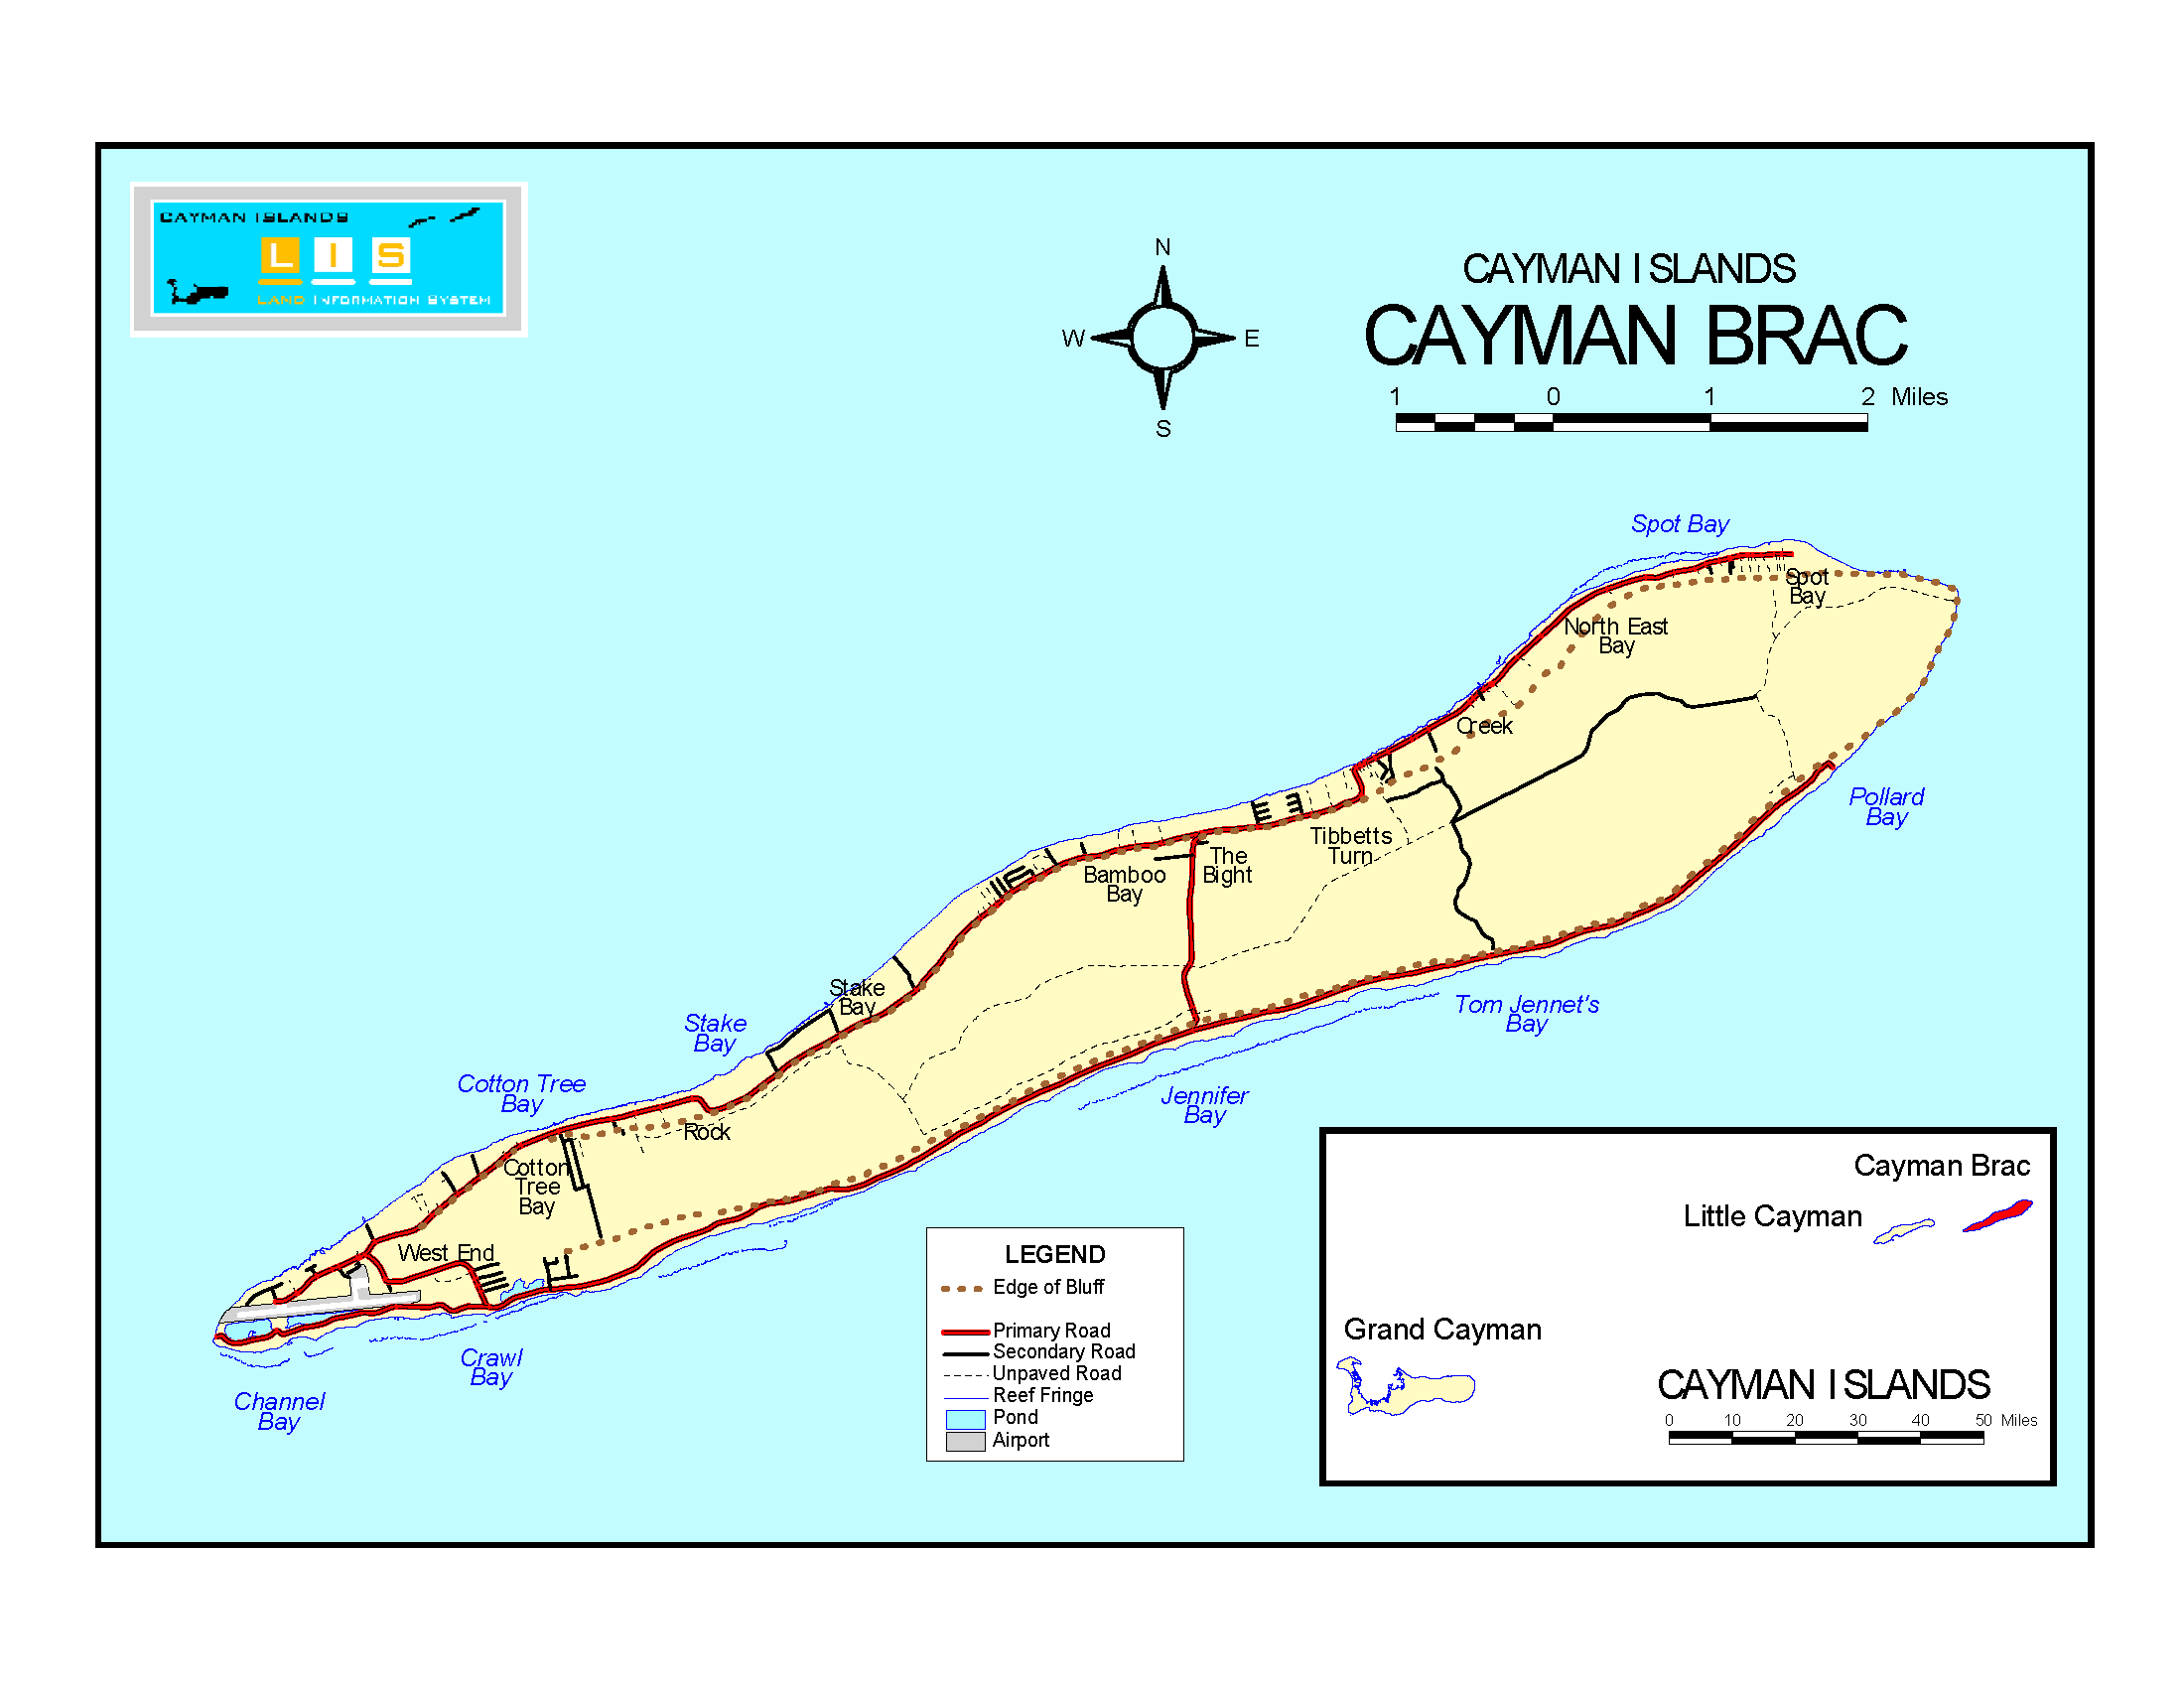 CAYMAN ISLANDS
L I S
LAND INFORMATION SYSTEM
N
W E
S
CAYMAN ISLANDS
CAYMAN BRAC
1 0 1 2 Miles
Spot Bay
Spot
Bay
North East
Bay
Creek
Pollard
Bay
Tibbetts
Turn
The
Bight
Bamboo
Bay
Stake
Bay
Stake
Bay
Tom Jennet's
Bay
Jennifer
Bay
Cotton Tree
Bay
Rock
Cotton
Tree
Bay
West End
Crawl
Bay
Channel
Bay
LEGEND
Edge of Bluff
Primary Road
Secondary Road
Unpaved Road
Reef Fringe
Pond
Airport
Cayman Brac
Little Cayman
Grand Cayman
CAYMAN ISLANDS
0 10 20 30 40 50 Miles